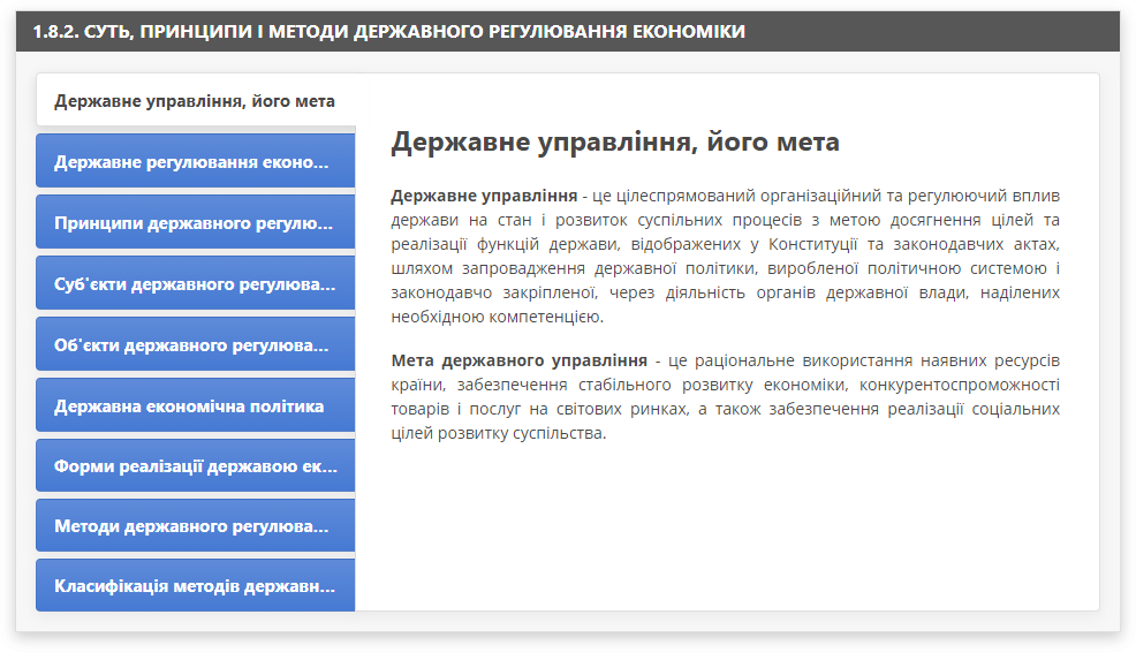 1.8.2. СУТЬ, ПРИНЦИПИ І МЕТОДИ ДЕРЖАВНОГО РЕГУЛЮВАННЯ ЕКОНОМІКИ
Державне управління, його мета
Державне регулювання еконо...
Принципи державного регулю...
Суб'єкти державного регулюва...
Об'єкти державного регулюва...
Державна економічна політика
Форми реалізації державою ек...
Методи державного регулюва...
Класифікація методів державн...
Державне управління, його мета
Державне управління - це цілеспрямований організаційний та регулюючий вплив
держави на стан і розвиток суспільних процесів з метою досягнення цілей та
реалізації функцій держави, відображених у Конституції та законодавчих актах,
шляхом запровадження державної політики, виробленої політичною системою і
законодавчо закріпленої, через діяльність органів державної влади, наділених
необхідною компетенцією.
Мета державного управління - це раціональне використання наявних ресурсів
країни, забезпечення стабільного розвитку економіки, конкурентоспроможності
товарів і послуг на світових ринках, а також забезпечення реалізації соціальних
цілей розвитку суспільства.